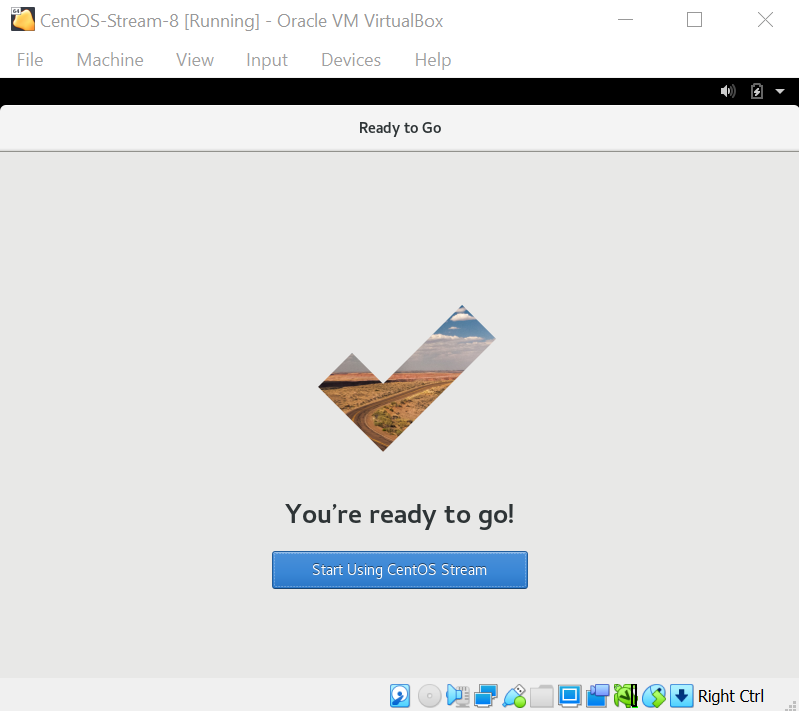 CentOS-Stream-8 [Running] - Oracle VM VirtualBox
File Machine View Input Devices Help
Ready to Go
You're ready to go!
Start Using CentOS Stream
Right Ctrl